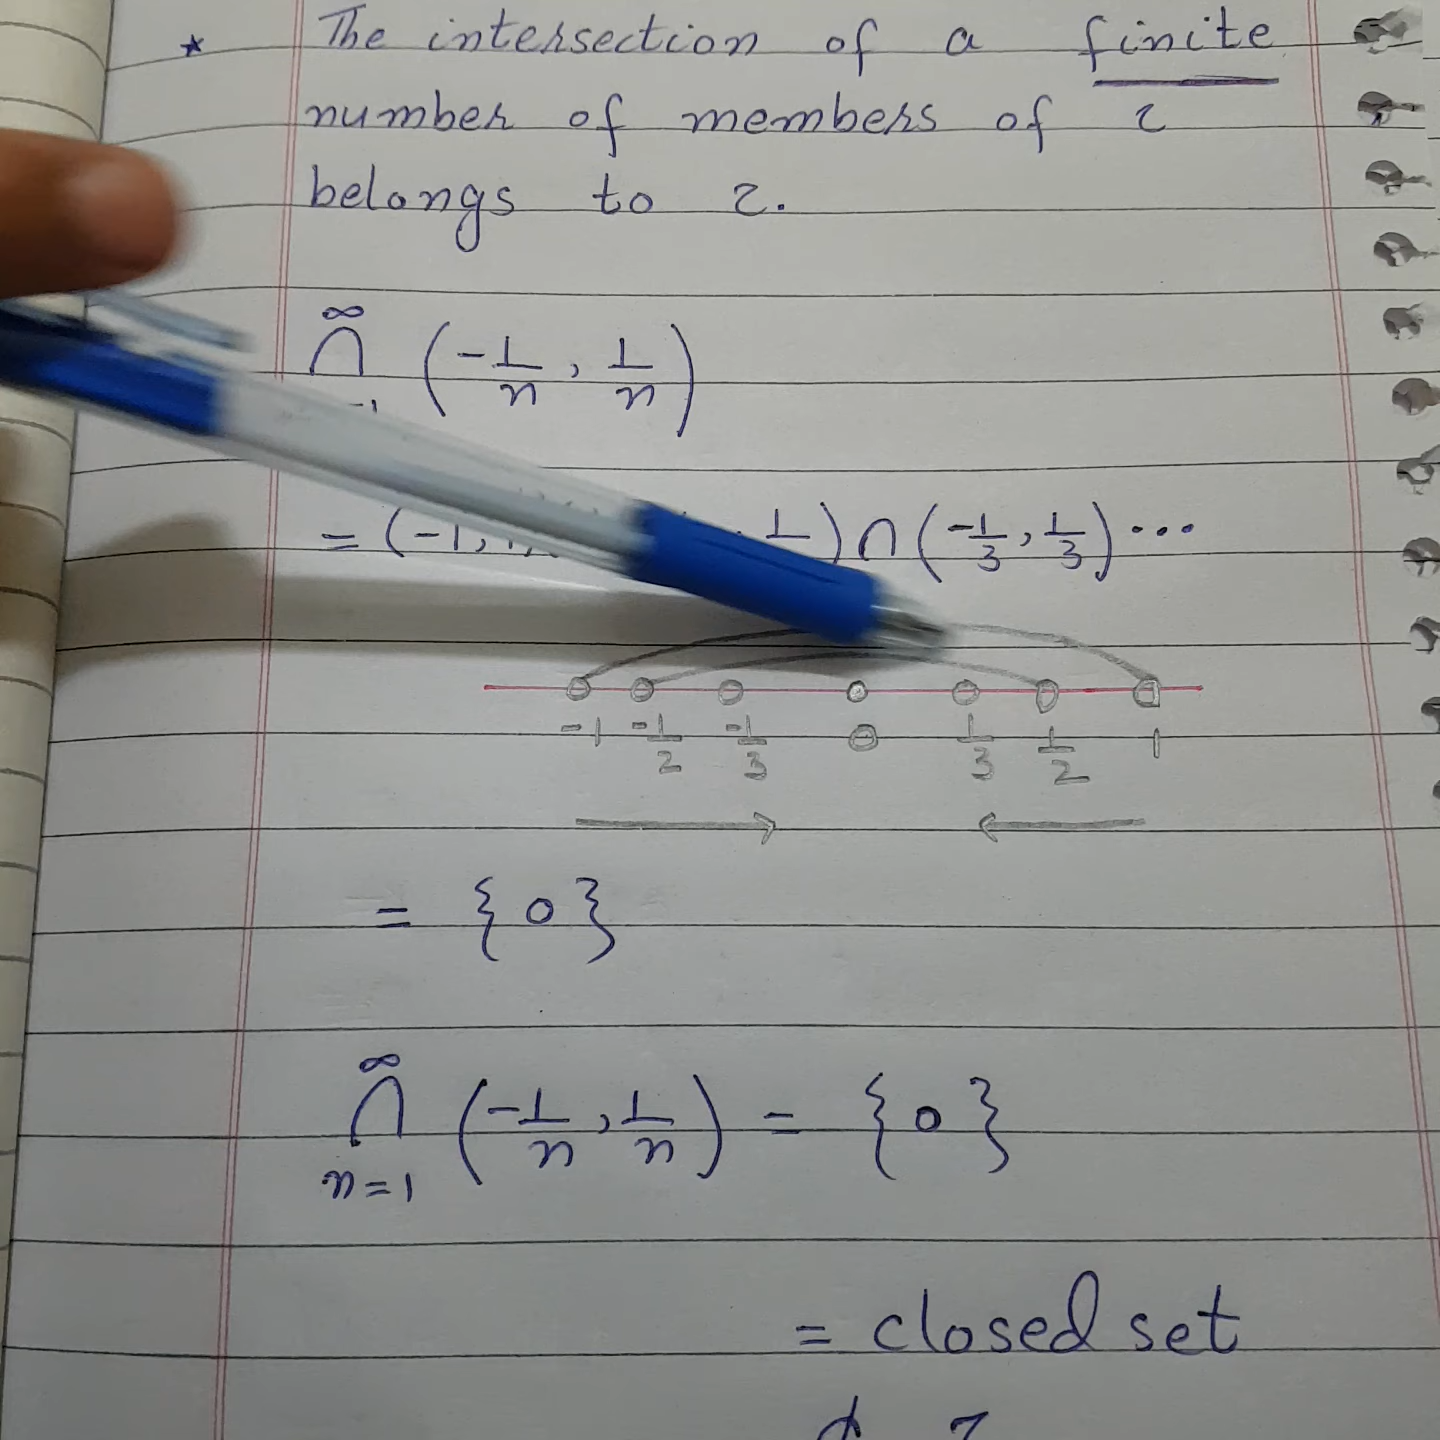 * The intersection of a finite
number of members of τ
belongs to τ.
∞
∩ (-1/n, 1/n)
= (-1, 1) ∩ (-1/3, 1/3) ...
-1 -1/2 -1/3 0 1/3 1/2 1
= {0}
∞
∩ (-1/n, 1/n) = {0}
n=1
= closed set
∉ τ